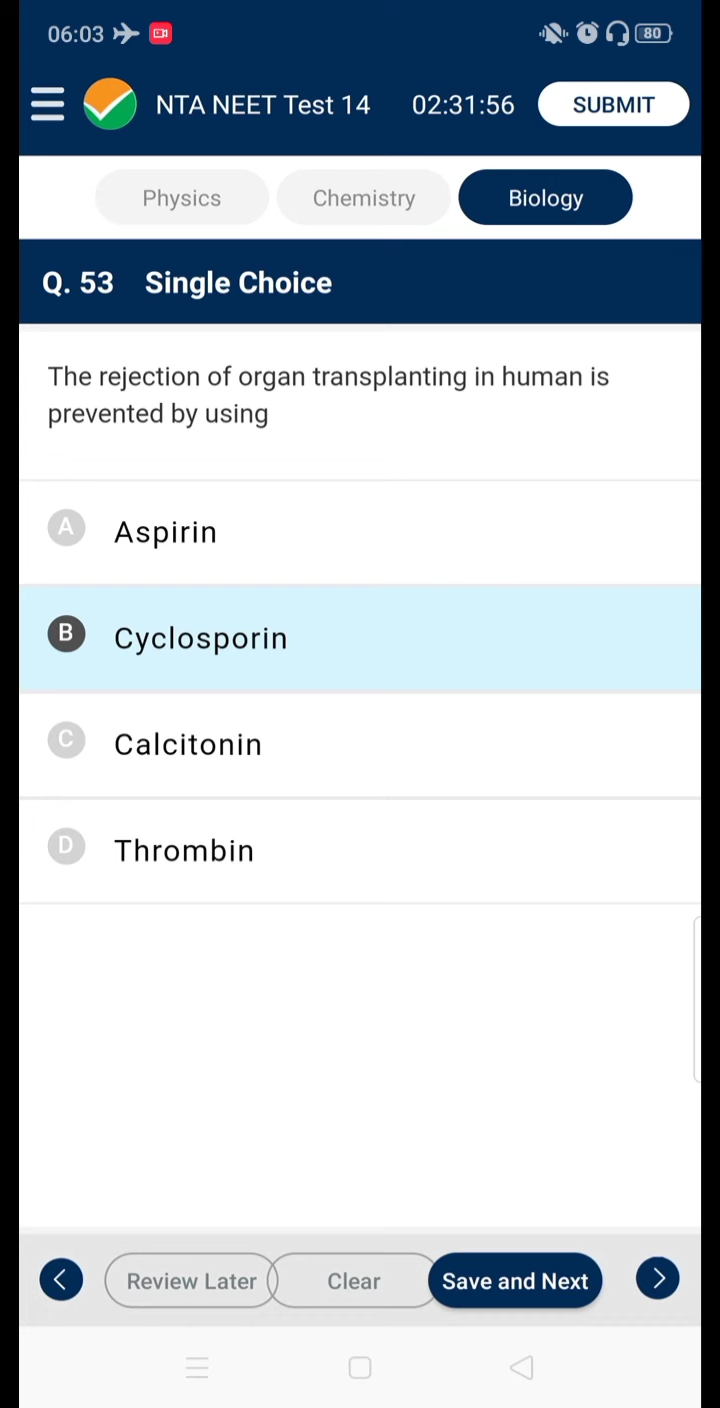 06:03
80
NTA NEET Test 14 02:31:56 SUBMIT
Physics Chemistry Biology
Q. 53 Single Choice
The rejection of organ transplanting in human is
prevented by using
A Aspirin
B Cyclosporin
C Calcitonin
D Thrombin
Review Later Clear Save and Next